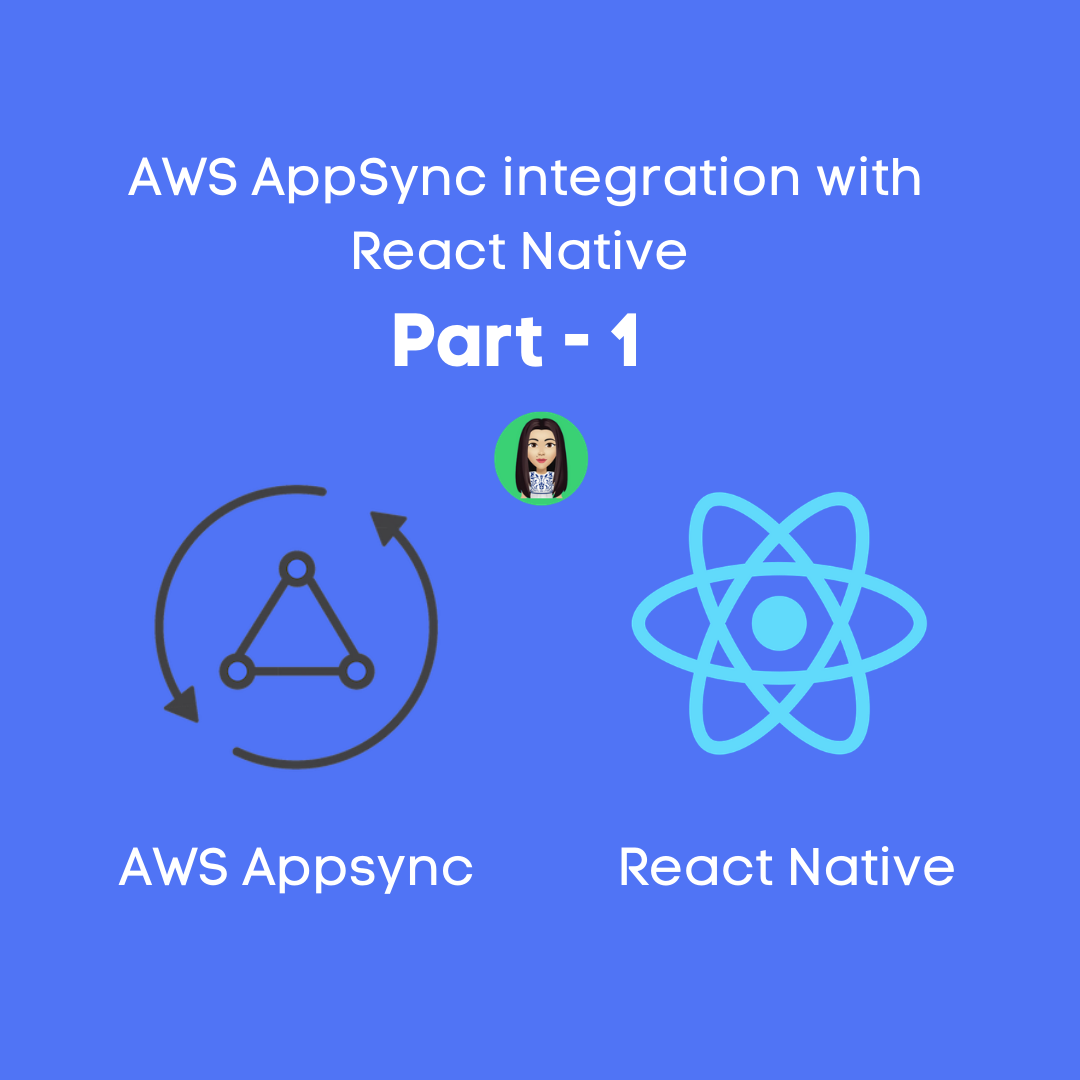 AWS AppSync integration with
React Native
Part - 1
AWS Appsync
React Native